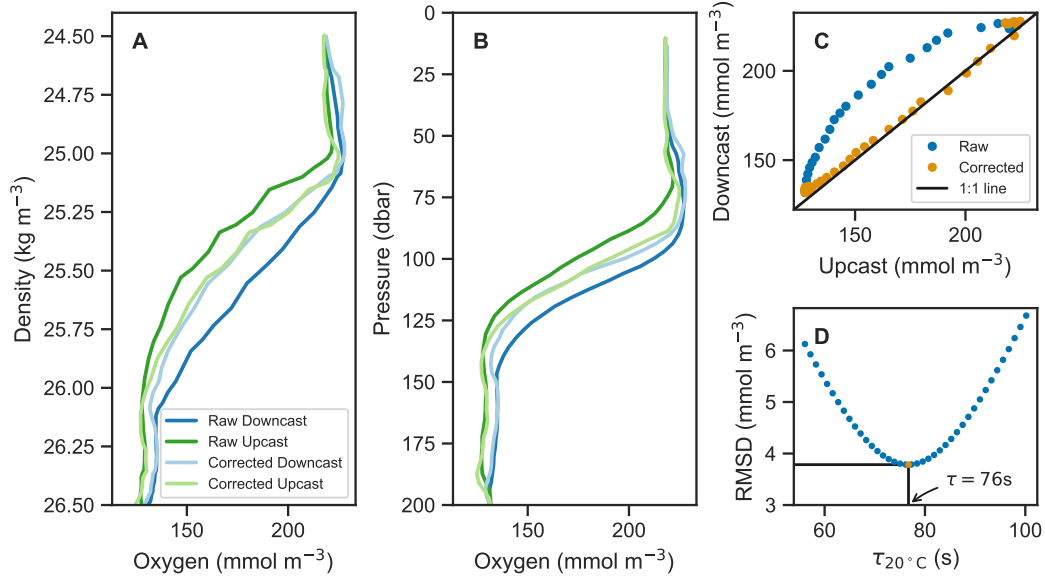 A
24.50
24.75
25.00
25.25
25.50
25.75
26.00
26.25
26.50
Density (kg m⁻³)
150
200
Oxygen (mmol m⁻³)
Raw Downcast
Raw Upcast
Corrected Downcast
Corrected Upcast
B
0
25
50
75
100
125
150
175
200
Pressure (dbar)
150
200
Oxygen (mmol m⁻³)
C
200
150
Downcast (mmol m⁻³)
Raw
Corrected
1:1 line
150
200
Upcast (mmol m⁻³)
D
6
5
4
3
RMSD (mmol m⁻³)
τ = 76s
60
80
100
τ₂₀°C (s)